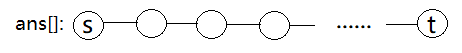 ans[]: s ...... t